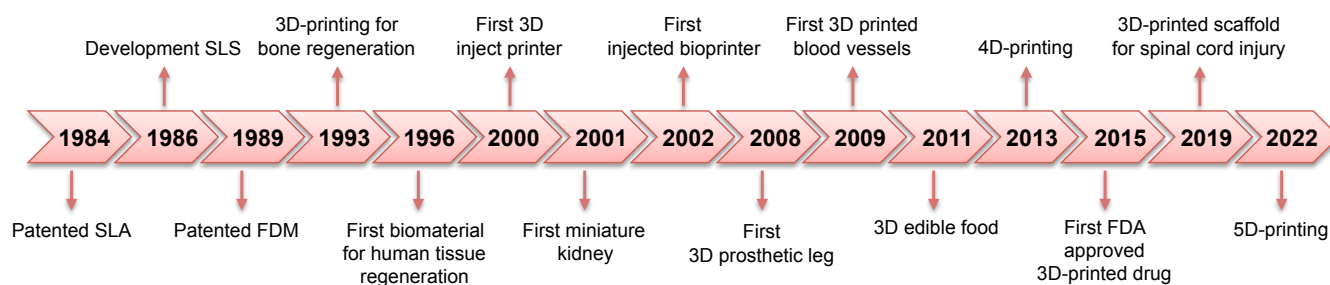 Development SLS
3D-printing for
bone regeneration
First 3D
inject printer
First
injected bioprinter
First 3D printed
blood vessels
4D-printing
3D-printed scaffold
for spinal cord injury
1984
1986
1989
1993
1996
2000
2001
2002
2008
2009
2011
2013
2015
2019
2022
Patented SLA
Patented FDM
First biomaterial
for human tissue
regeneration
First miniature
kidney
First
3D prosthetic leg
3D edible food
First FDA
approved
3D-printed drug
5D-printing